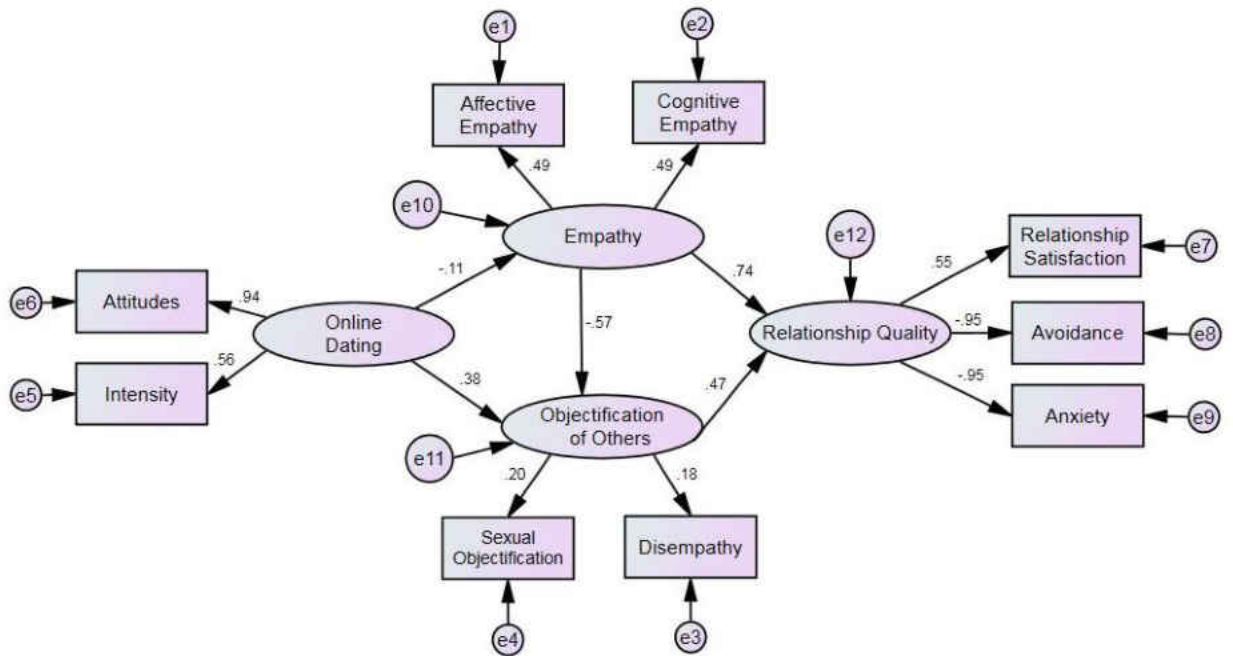 e1
e2
Affective
Empathy
Cognitive
Empathy
.49
.49
e10
Empathy
e12
Relationship
Satisfaction
e7
-.11
.74
.55
e6
Attitudes
.94
Online
Dating
-.57
Relationship Quality
-.95
Avoidance
e8
.56
e5
Intensity
.38
.47
-.95
Objectification
of Others
Anxiety
e9
e11
.20
.18
Sexual
Objectification
Disempathy
e4
e3